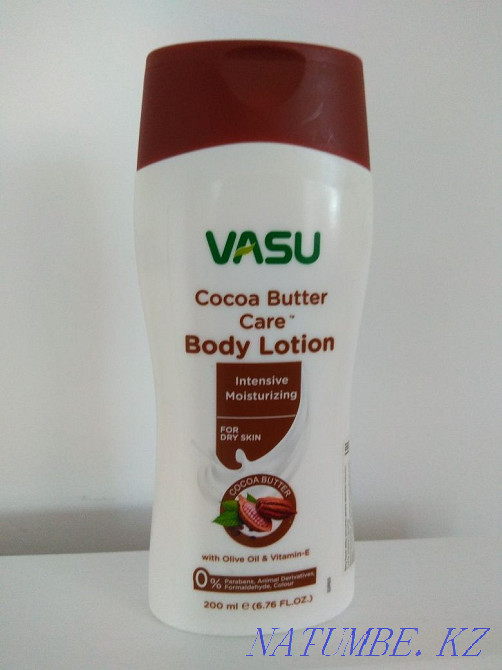 VASU
Cocoa Butter
Care™
Body Lotion
Intensive
Moisturizing
FOR
DRY SKIN
COCOA BUTTER
with Olive Oil & Vitamin-E
0% Parabens, Animal Derivatives,
Formaldehyde, Colour
200 ml ℮ (6.76 FL.OZ.)
NATUMBE. KZ